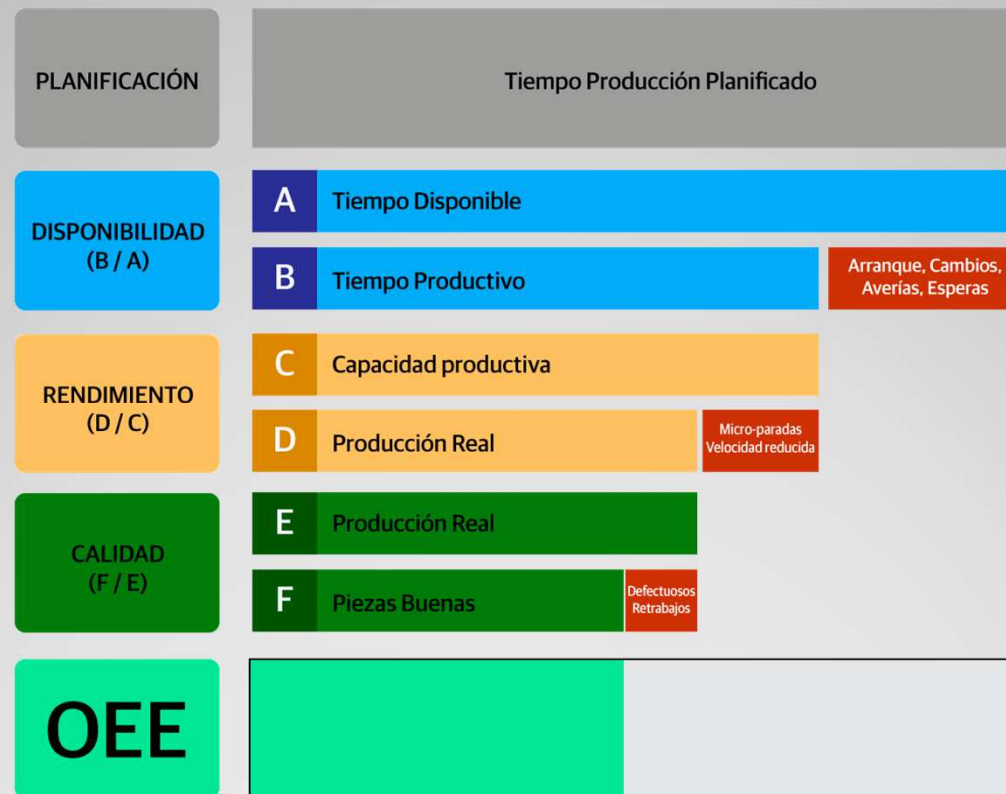 PLANIFICACIÓN
Tiempo Producción Planificado
DISPONIBILIDAD
(B / A)
A
Tiempo Disponible
B
Tiempo Productivo
Arranque, Cambios,
Averías, Esperas
RENDIMIENTO
(D / C)
C
Capacidad productiva
D
Producción Real
Micro-paradas
Velocidad reducida
CALIDAD
(F / E)
E
Producción Real
F
Piezas Buenas
Defectuosos
Retrabajos
OEE